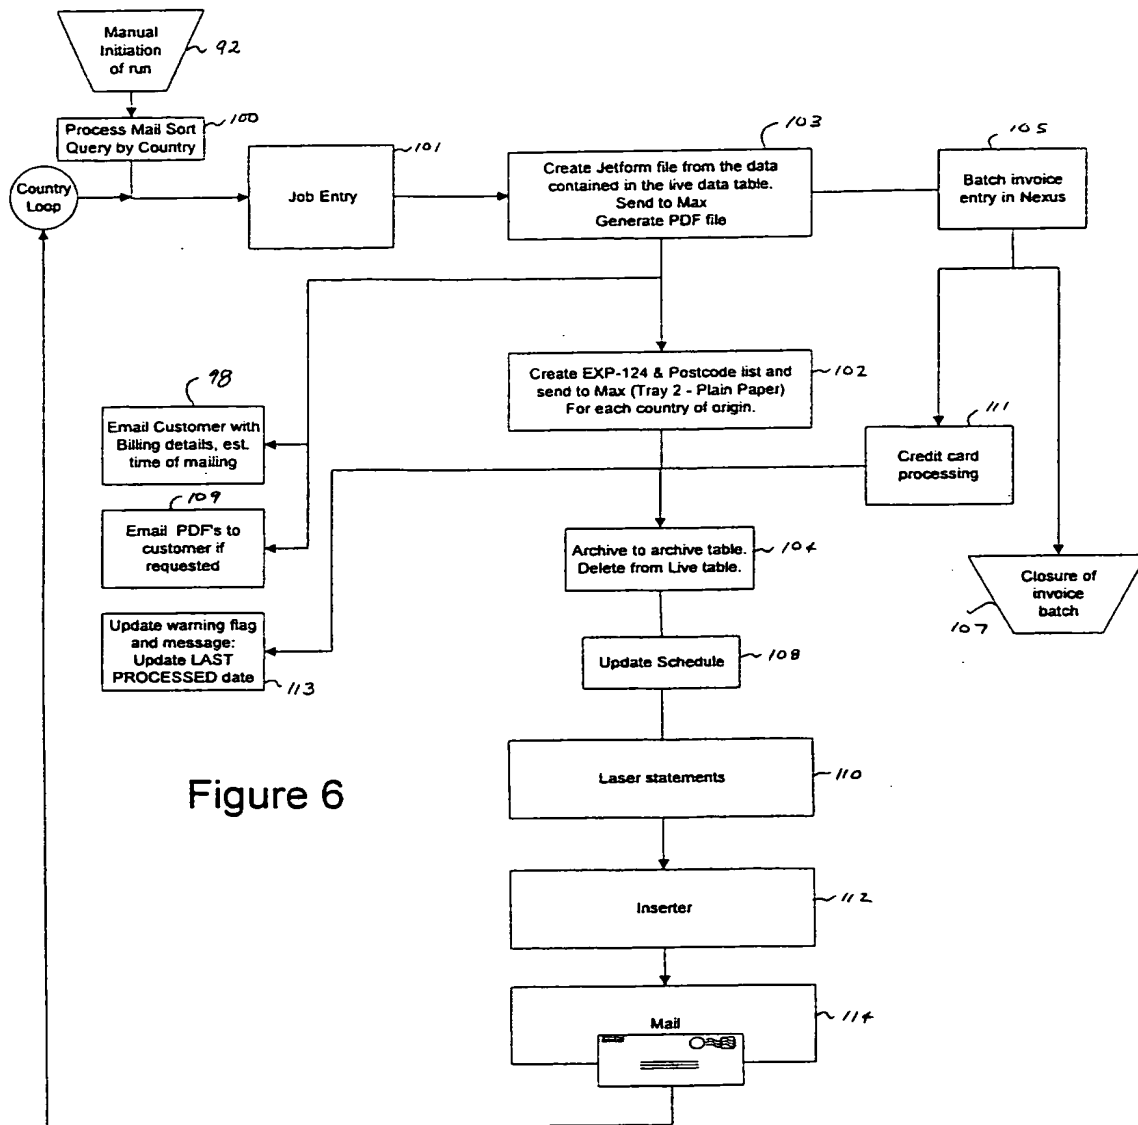 Manual
Initiation
of run
92
Process Mail Sort
Query by Country
100
Country
Loop
Job Entry
101
Create Jetform file from the data
contained in the live data table.
Send to Max
Generate PDF file
103
Batch invoice
entry in Nexus
105
Create EXP-124 & Postcode list and
send to Max (Tray 2 - Plain Paper)
For each country of origin.
102
98
Email Customer with
Billing details, est.
time of mailing
111
Credit card
processing
109
Email PDF's to
customer if
requested
Archive to archive table.
Delete from Live table.
104
Closure of
invoice
batch
107
Update warning flag
and message:
Update LAST
PROCESSED date
113
Update Schedule
108
Laser statements
110
Figure 6
Inserter
112
Mail
114